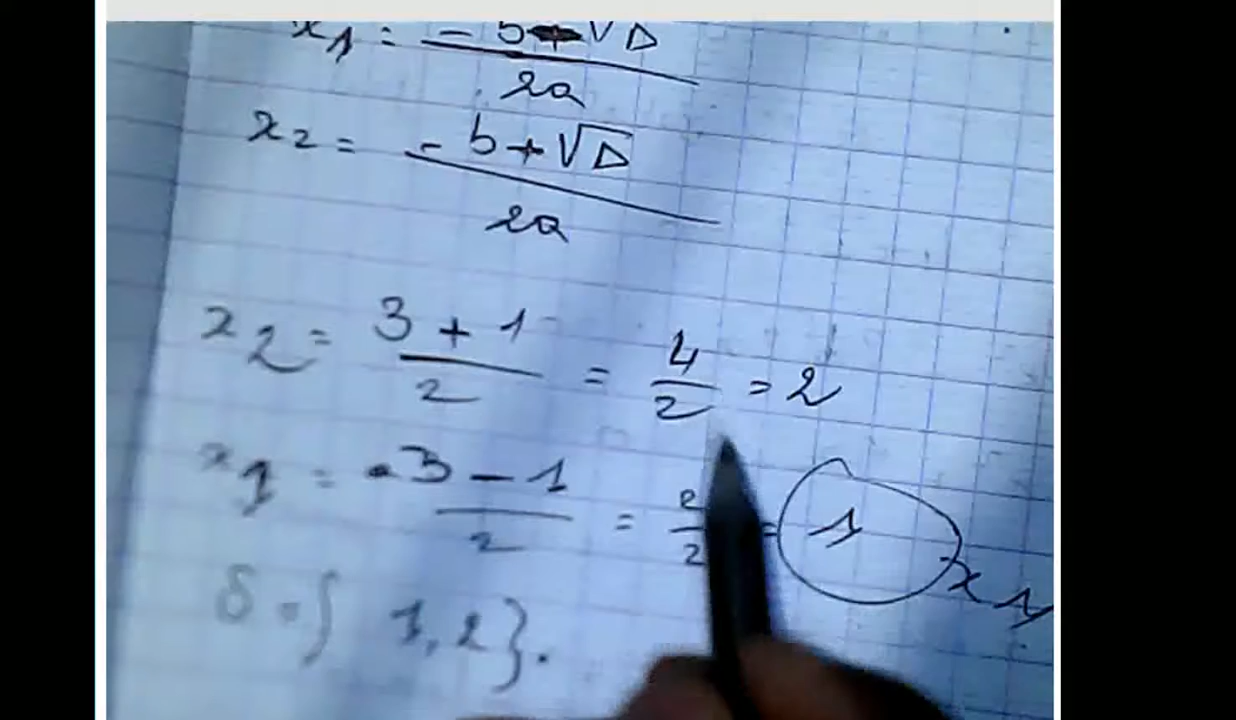 x1 = - b - √Δ
2a
x2 = - b + √Δ
2a
x2 = 3 + 1 / 2 = 4 / 2 = 2
x1 = 3 - 1 / 2 = 2 / 2 = 1 x1
S = { 1, 2 }.